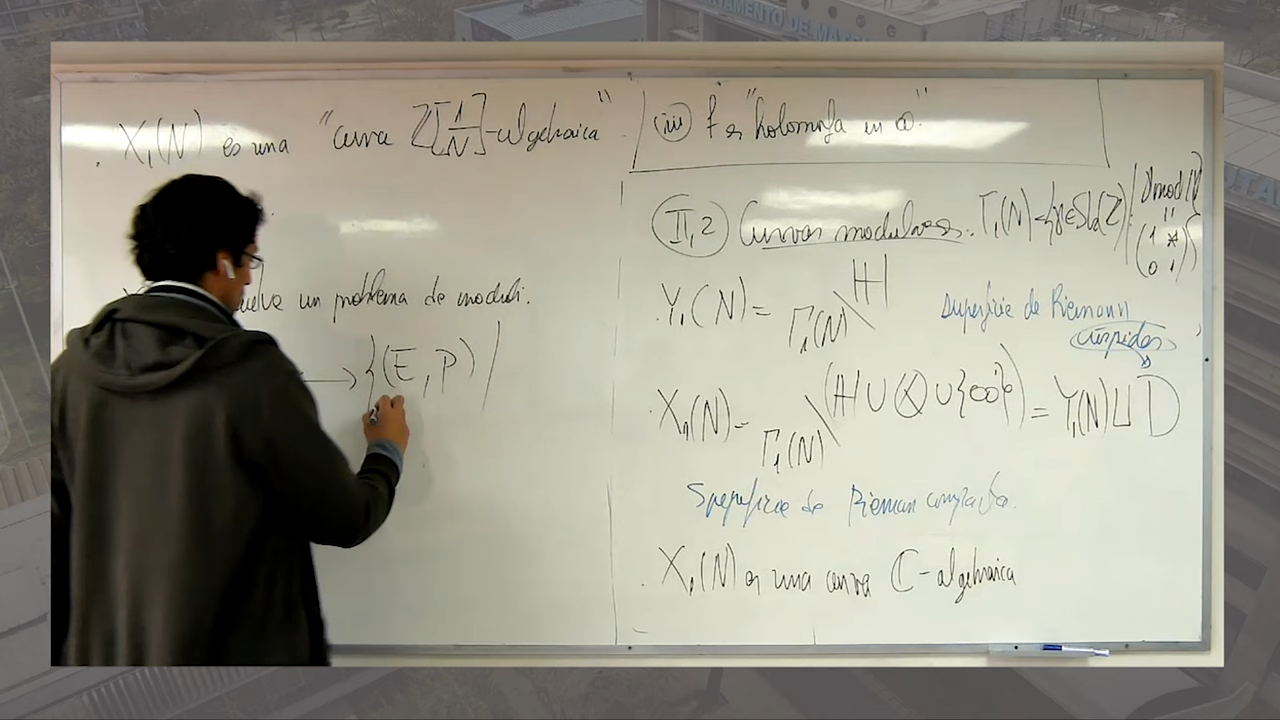 . X₁(N) es una "curva Z[1/N]-algebraica".
uelve un problema de moduli.
→ {(E, P) |
(iii) f es "holomorfa en ∞."
II,2) Curvas modulares. Γ₁(N) = {γ∈SL₂(Z) | γ mod N
"
(1 *
0 1)}
. Y₁(N) = Γ₁(N)\H
Superficie de Riemann
cúspides
. X₁(N) = Γ₁(N)\(H ∪ Q ∪ {∞}) = Y₁(N) ⊔ D
Superficie de Rieman compacta.
. X₁(N) es una curva C-algebraica